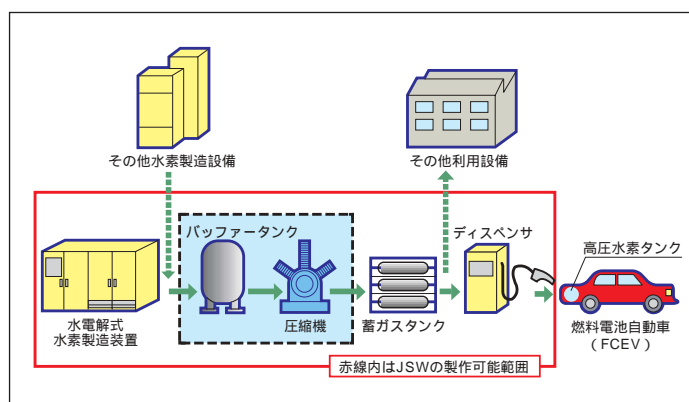 その他水素製造設備
その他利用設備
バッファータンク
ディスペンサ
高圧水素タンク
水電解式
水素製造装置
圧縮機
蓄ガスタンク
燃料電池自動車
(FCEV)
赤線内はJSWの製作可能範囲